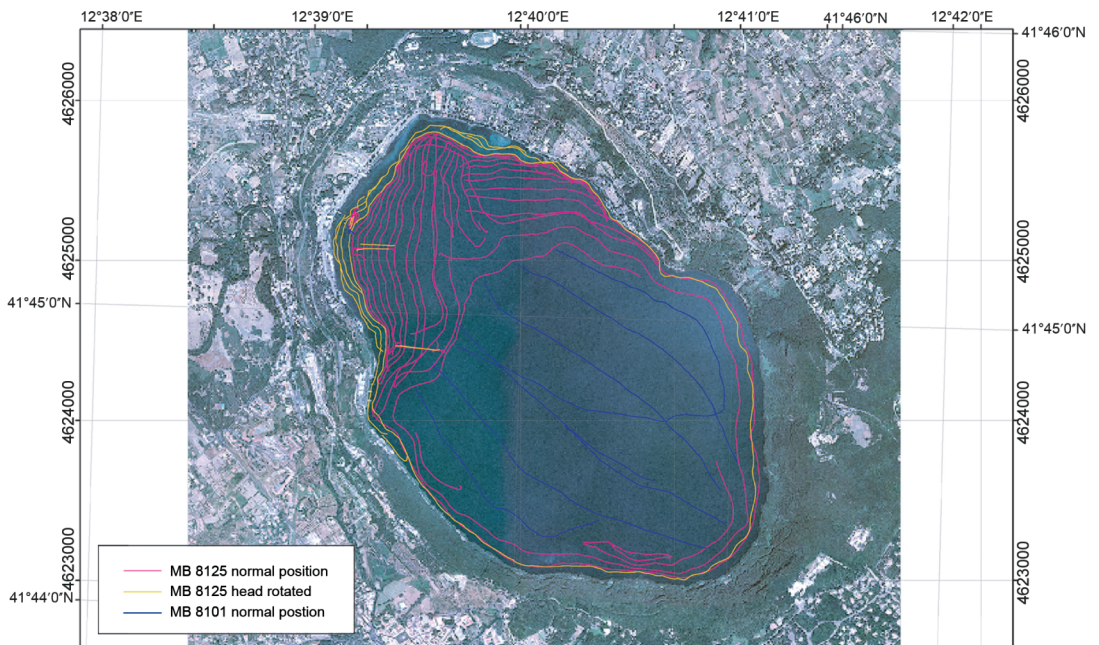 12°38'0"E 12°39'0"E 12°40'0"E 12°41'0"E 41°46'0"E 12°42'0"E
41°46'0"N
4626000 4626000
4625000 4625000
41°45'0"N 41°45'0"N
4624000 4624000
4623000 4623000
41°44'0"N
MB 8125 normal position
MB 8125 head rotated
MB 8101 normal postion